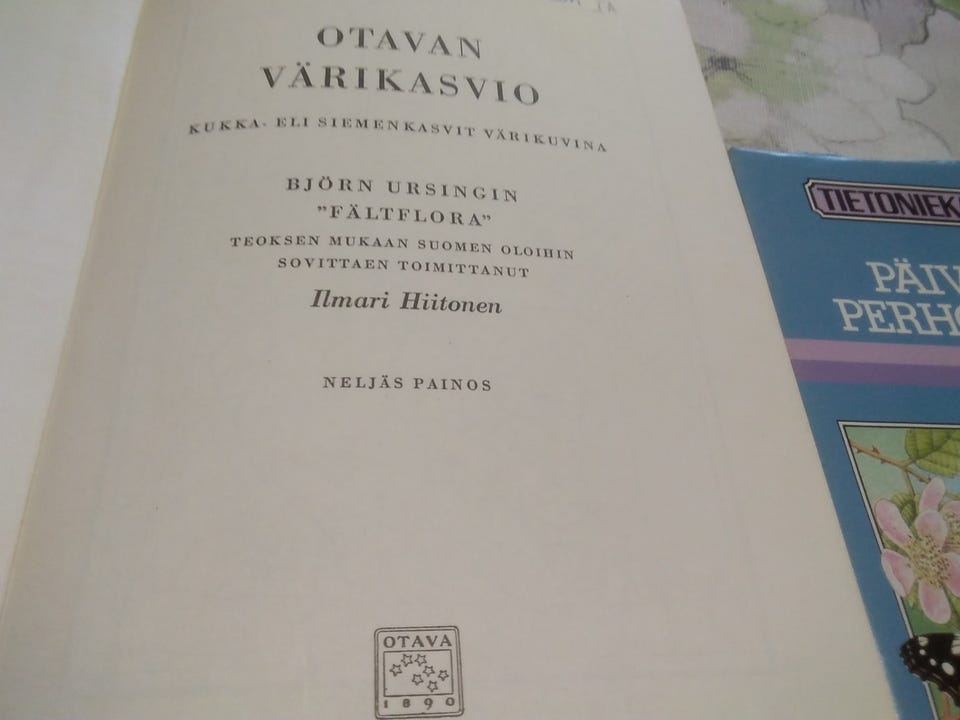 OTAVAN
VÄRIKASVIO
KUKKA- ELI SIEMENKASVIT VÄRIKUVINA
BJÖRN URSINGIN
”FÄLTFLORA”
TEOKSEN MUKAAN SUOMEN OLOIHIN
SOVITTAEN TOIMITTANUT
Ilmari Hiitonen
NELJÄS PAINOS
OTAVA
1890
TIETONIEK
PÄIV
PERHO